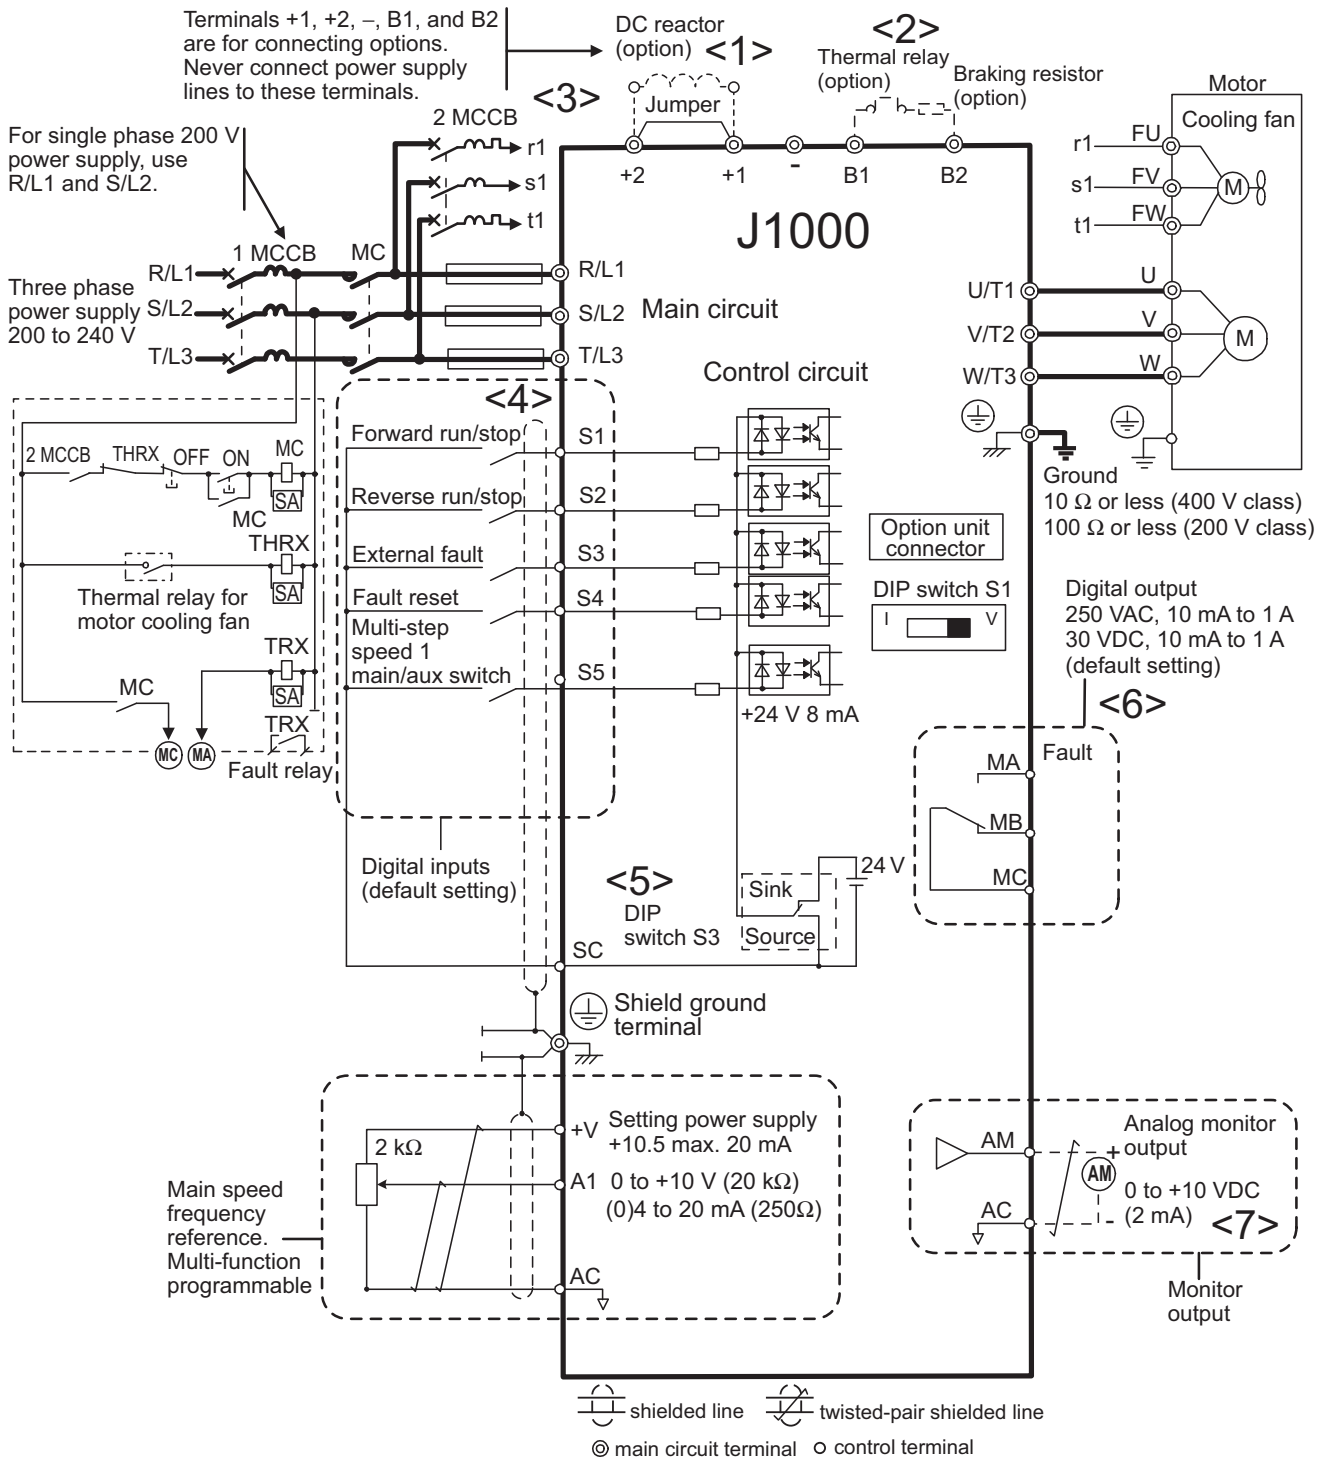 Terminals +1, +2, –, B1, and B2
are for connecting options.
Never connect power supply
lines to these terminals.
DC reactor
(option)
<1>
<2>
Thermal relay
(option)
Braking resistor
(option)
Jumper
<3>
2 MCCB
r1
s1
t1
+2
+1
-
B1
B2
Motor
Cooling fan
r1
FU
s1
FV
t1
FW
M
For single phase 200 V
power supply, use
R/L1 and S/L2.
J1000
1 MCCB
MC
R/L1
Three phase
power supply
200 to 240 V
S/L2
T/L3
R/L1
S/L2
T/L3
Main circuit
U/T1
V/T2
W/T3
U
V
W
M
Control circuit
<4>
Forward run/stop
S1
Reverse run/stop
S2
External fault
S3
Fault reset
S4
Multi-step
speed 1
main/aux switch
S5
+24 V 8 mA
2 MCCB
THRX
OFF
ON
MC
SA
MC
THRX
SA
Thermal relay for
motor cooling fan
TRX
SA
MC
TRX
MC
MA
Fault relay
Option unit
connector
DIP switch S1
I
V
Ground
10 Ω or less (400 V class)
100 Ω or less (200 V class)
Digital output
250 VAC, 10 mA to 1 A
30 VDC, 10 mA to 1 A
(default setting)
<6>
MA
Fault
MB
MC
Digital inputs
(default setting)
<5>
DIP
switch S3
Sink
Source
24 V
SC
Shield ground
terminal
Main speed
frequency
reference.
Multi-function
programmable
2 kΩ
+V
Setting power supply
+10.5 max. 20 mA
A1
0 to +10 V (20 kΩ)
(0)4 to 20 mA (250Ω)
AC
AM
+
Analog monitor
output
AM
0 to +10 VDC
(2 mA)
AC
-
<7>
Monitor
output
shielded line
twisted-pair shielded line
main circuit terminal
control terminal